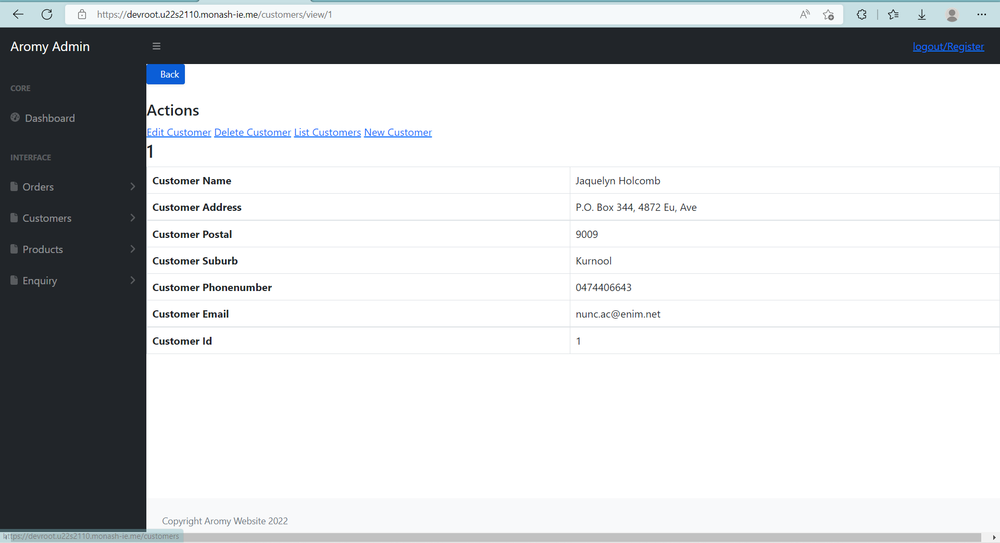 https://devroot.u22s2110.monash-ie.me/customers/view/1
Aromy Admin
logout/Register
CORE
Dashboard
INTERFACE
Orders
Customers
Products
Enquiry
Back
Actions
Edit Customer Delete Customer List Customers New Customer
1
Customer Name Jaquelyn Holcomb
Customer Address P.O. Box 344, 4872 Eu, Ave
Customer Postal 9009
Customer Suburb Kurnool
Customer Phonenumber 0474406643
Customer Email nunc.ac@enim.net
Customer Id 1
Copyright Aromy Website 2022
https://devroot.u22s2110.monash-ie.me/customers